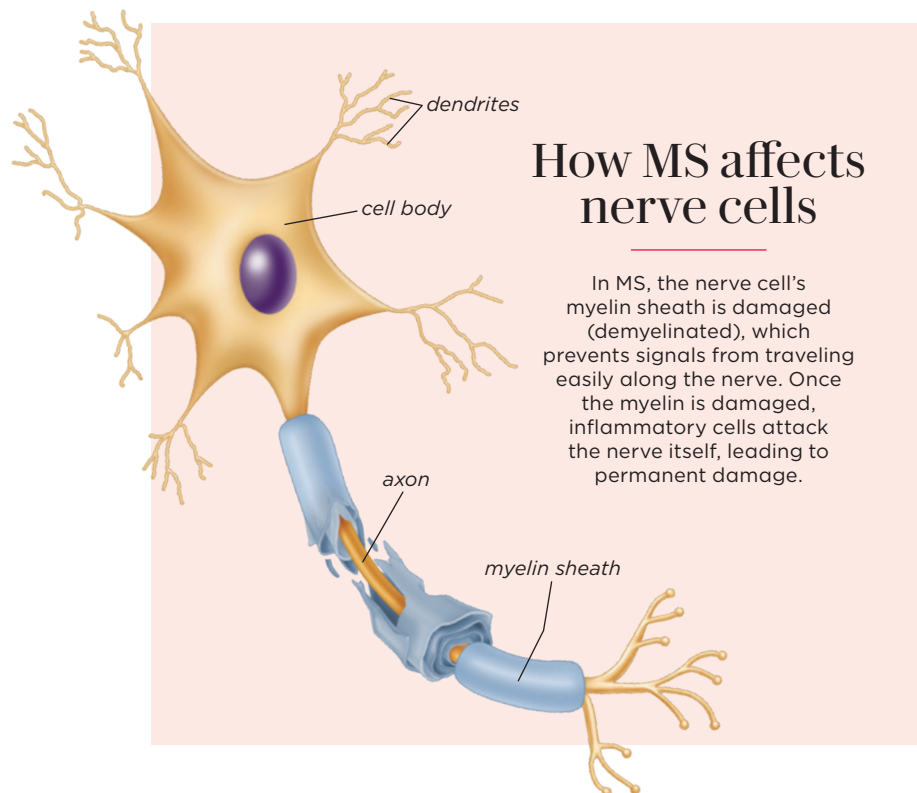 dendrites
cell body
How MS affects
nerve cells
In MS, the nerve cell's
myelin sheath is damaged
(demyelinated), which
prevents signals from traveling
easily along the nerve. Once
the myelin is damaged,
inflammatory cells attack
the nerve itself, leading to
permanent damage.
axon
myelin sheath